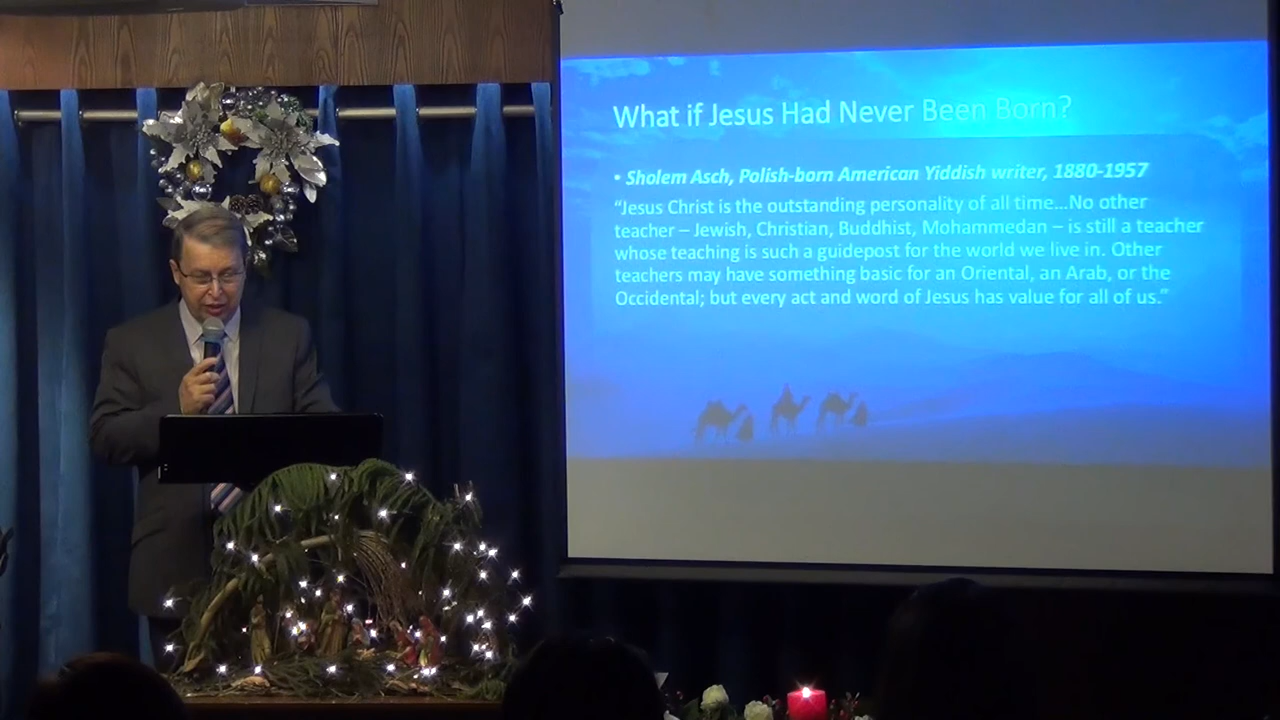 What if Jesus Had Never Been Born?
• Sholem Asch, Polish-born American Yiddish writer, 1880-1957
“Jesus Christ is the outstanding personality of all time…No other
teacher – Jewish, Christian, Buddhist, Mohammedan – is still a teacher
whose teaching is such a guidepost for the world we live in. Other
teachers may have something basic for an Oriental, an Arab, or the
Occidental; but every act and word of Jesus has value for all of us.”